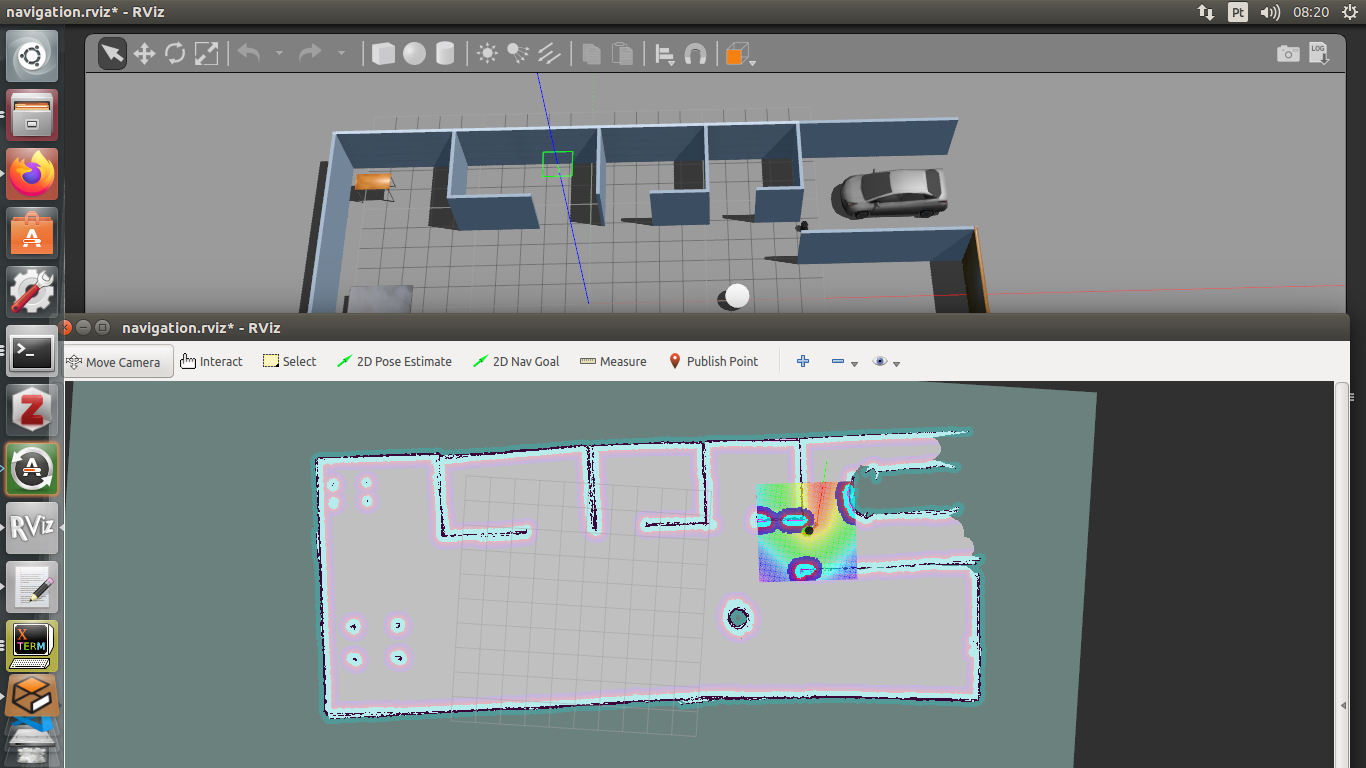 navigation.rviz* - RViz
Pt
08:20
LOG
navigation.rviz* - RViz
Move Camera
Interact
Select
2D Pose Estimate
2D Nav Goal
Measure
Publish Point
Z
A
RViz
X
TERM